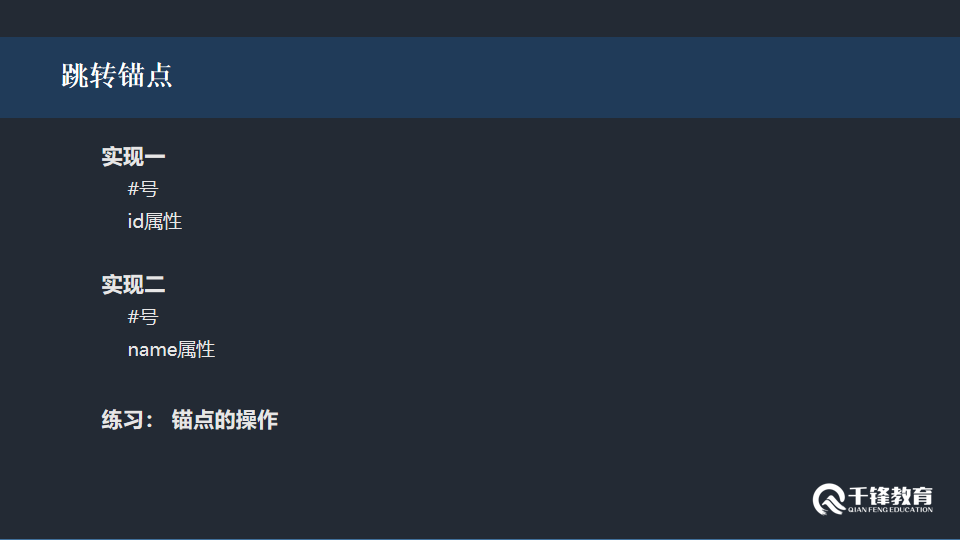 跳转锚点
实现一
#号
id属性
实现二
#号
name属性
练习： 锚点的操作
千锋教育
QIAN FENG EDUCATION